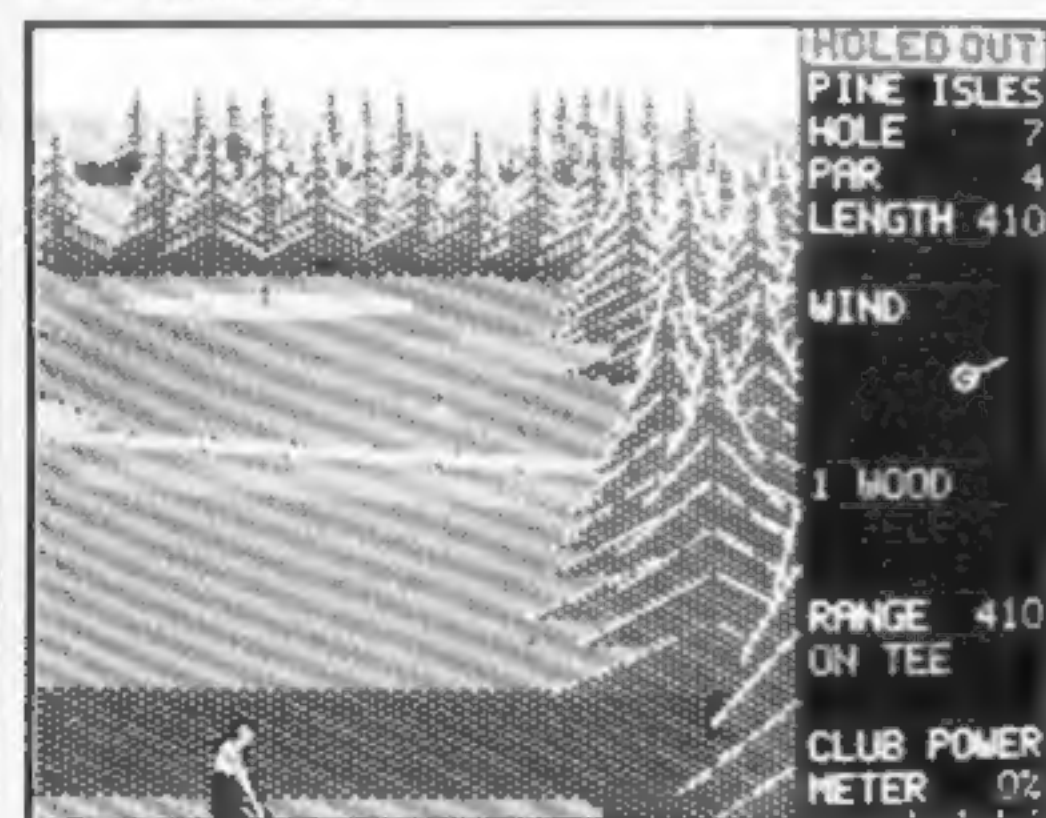 HOLED OUT
PINE ISLES
HOLE 7
PAR 4
LENGTH 410
WIND
1 WOOD
RANGE 410
ON TEE
CLUB POWER
METER 0%